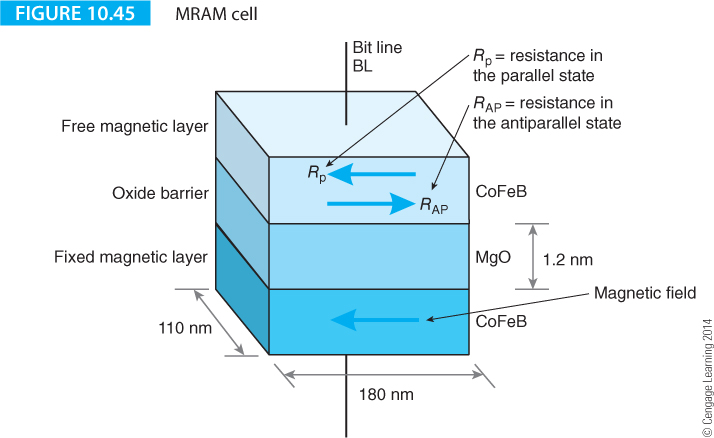 FIGURE 10.45 MRAM cell
Bit line
BL
Rp = resistance in
the parallel state
RAP = resistance in
the antiparallel state
Free magnetic layer
Oxide barrier
Fixed magnetic layer
Rp
RAP
CoFeB
MgO
1.2 nm
Magnetic field
CoFeB
110 nm
180 nm
© Cengage Learning 2014